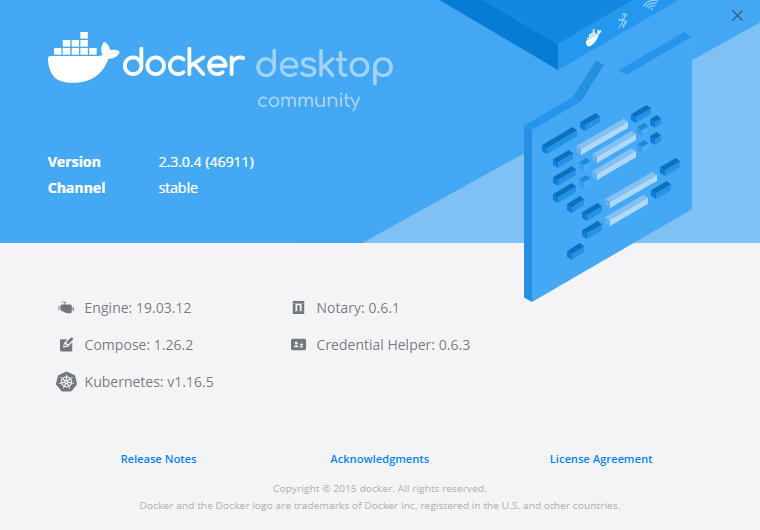 docker desktop
community
Version 2.3.0.4 (46911)
Channel stable
Engine: 19.03.12
Notary: 0.6.1
Compose: 1.26.2
Credential Helper: 0.6.3
Kubernetes: v1.16.5
Release Notes
Acknowledgments
License Agreement
Copyright © 2015 docker. All rights reserved.
Docker and the Docker logo are trademarks of Docker Inc. registered in the U.S. and other countries.